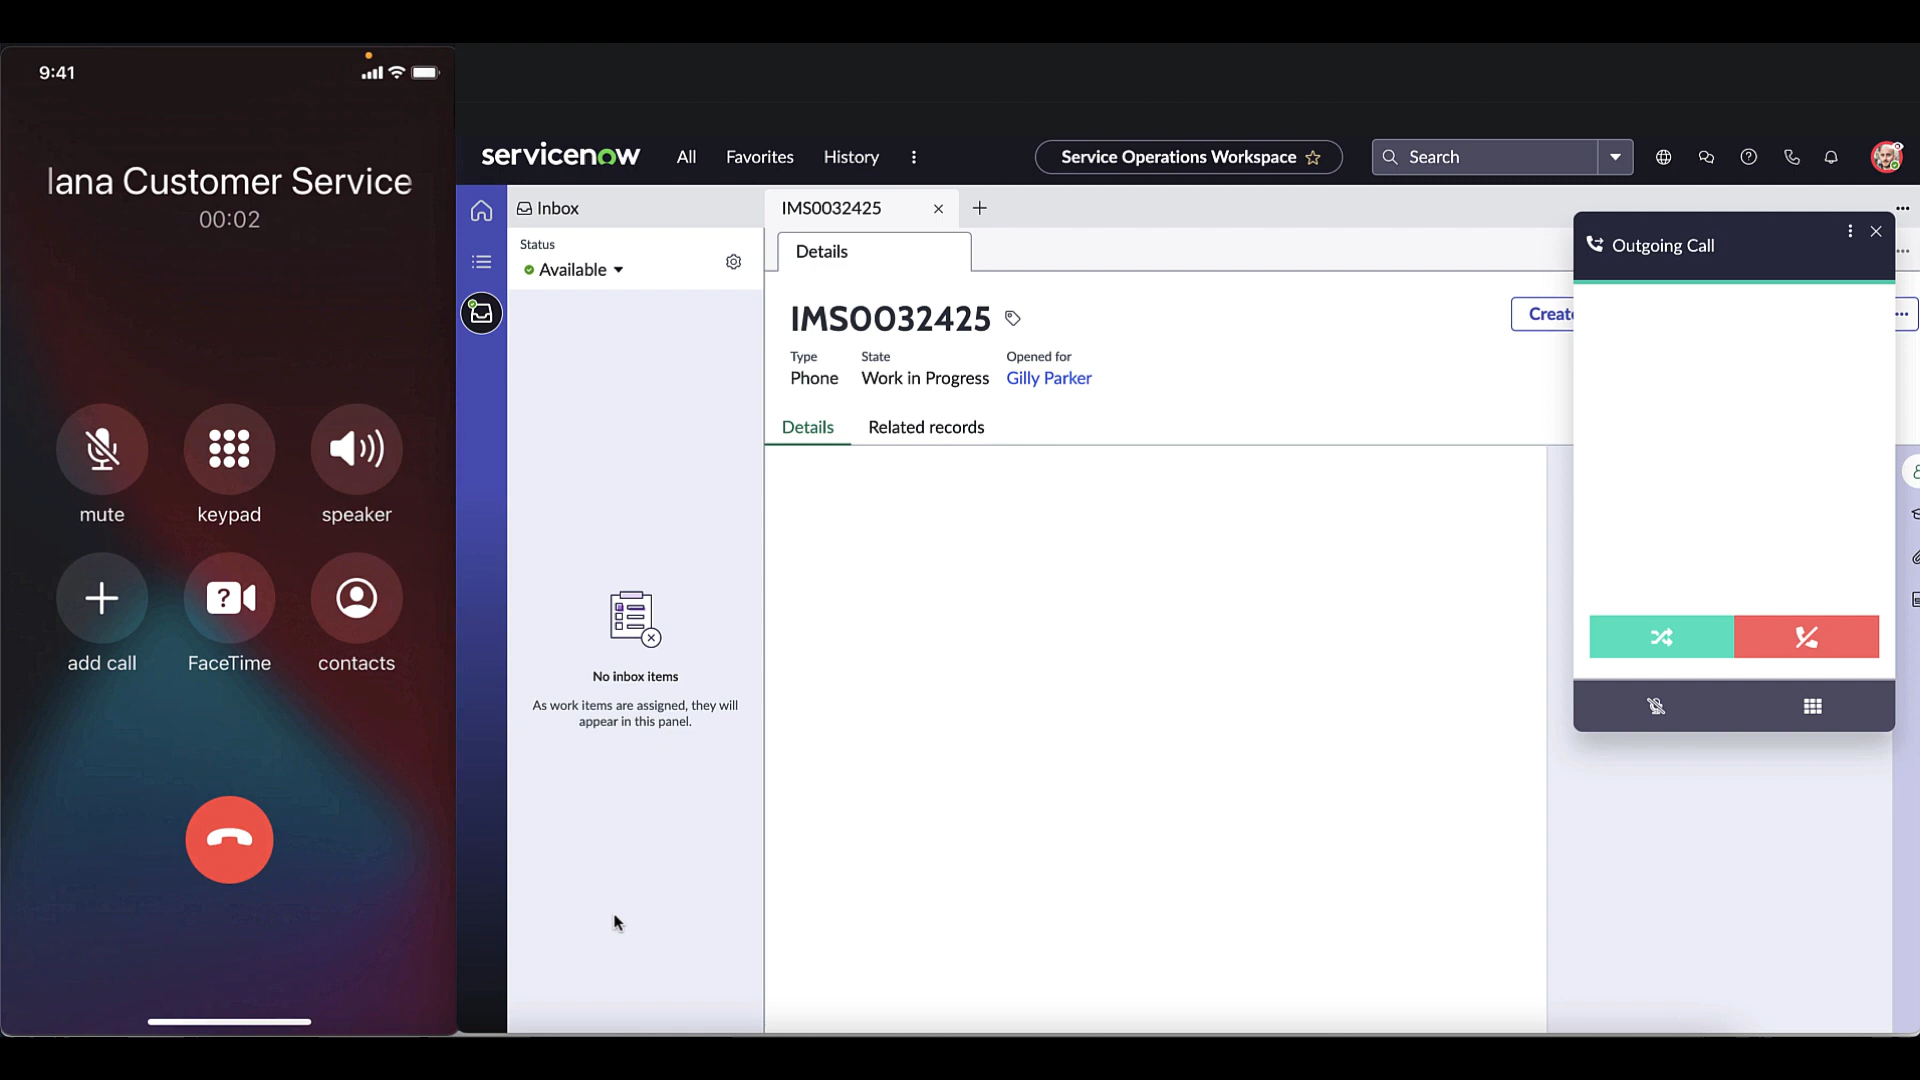 9:41
lana Customer Service
00:02
mute
keypad
speaker
add call
FaceTime
contacts
servicenow
All
Favorites
History
Service Operations Workspace
Search
Inbox
IMS0032425
Status
Available
Details
Outgoing Call
IMS0032425
Create
Type
Phone
State
Work in Progress
Opened for
Gilly Parker
Details
Related records
No inbox items
As work items are assigned, they will
appear in this panel.